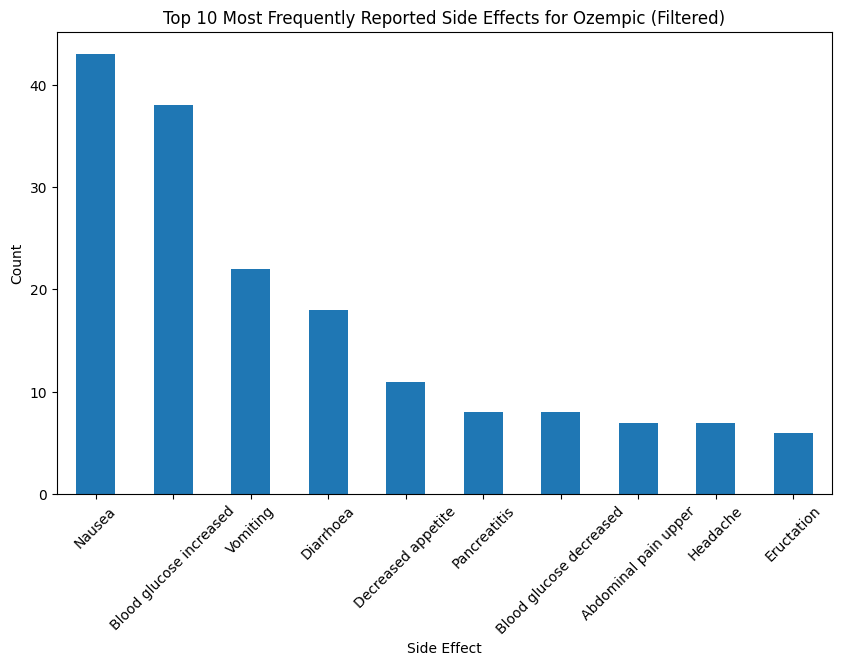 Top 10 Most Frequently Reported Side Effects for Ozempic (Filtered)
Count
40
30
20
10
0
Nausea
Blood glucose increased
Vomiting
Diarrhoea
Decreased appetite
Pancreatitis
Blood glucose decreased
Abdominal pain upper
Headache
Eructation
Side Effect